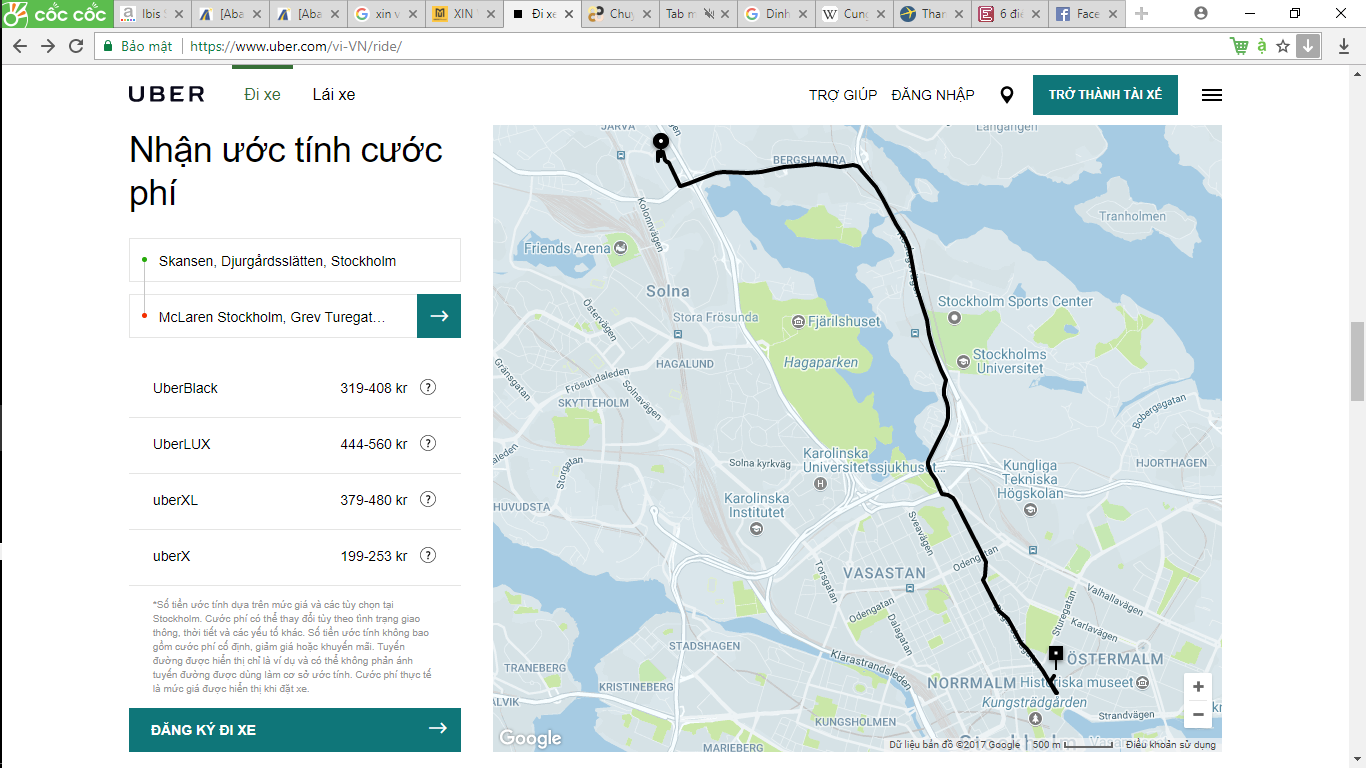 cốc cốc
Ibis S
[Aba
[Aba
xin v
XIN
Đi xe
Chu
Tab m
Dinh
Cung
Thar
6 điể
Face
Bảo mật
https://www.uber.com/vi-VN/ride/
UBER
Đi xe
Lái xe
TRỢ GIÚP
ĐĂNG NHẬP
TRỞ THÀNH TÀI XẾ
Nhận ước tính cước
phí
Skansen, Djurgårdsslätten, Stockholm
McLaren Stockholm, Grev Turegat…
UberBlack 319-408 kr ?
UberLUX 444-560 kr ?
uberXL 379-480 kr ?
uberX 199-253 kr ?
*Số tiền ước tính dựa trên mức giá và các tùy chọn tại
Stockholm. Cước phí có thể thay đổi tùy theo tình trạng giao
thông, thời tiết và các yếu tố khác. Số tiền ước tính không bao
gồm cước phí cố định, giảm giá hoặc khuyến mãi. Tuyến
đường được hiển thị chỉ là ví dụ và có thể không phản ánh
tuyến đường được dùng làm cơ sở ước tính. Cước phí thực tế
là mức giá được hiển thị khi đặt xe.
ĐĂNG KÝ ĐI XE
JÄRVA
BERGSHAMRA
Långängen
Tranholmen
Kolonnvägen
Friends Arena
Solna
Stockholm Sports Center
Stora Frösunda
Fjärilshuset
Östervägen
Hagaparken
Stockholms
Universitet
HAGALUND
Gränsgatan
Frösundaleden
Solnavägen
SKYTTEHOLM
Bobergsgatan
Storgatan
Solna kyrkväg
Karolinska
Universitetssjukhuset…
Kungliga
Tekniska
Högskolan
HJORTHAGEN
Karolinska
Institutet
HUVUDSTA
Sveavägen
Odengatan
VASASTAN
Torsgatan
Valhallavägen
Odengatan
Sturegatan
Karlavägen
Dalagatan
STADSHAGEN
Klarastrandsleden
ÖSTERMALM
TRANEBERG
KRISTINEBERG
NORRMALM
Historiska museet
Kungsträdgården
ALVIK
KUNGSHOLMEN
Strandvägen
MARIEBERG
Google
Dữ liệu bản đồ ©2017 Google
500 m
Điều khoản sử dụng